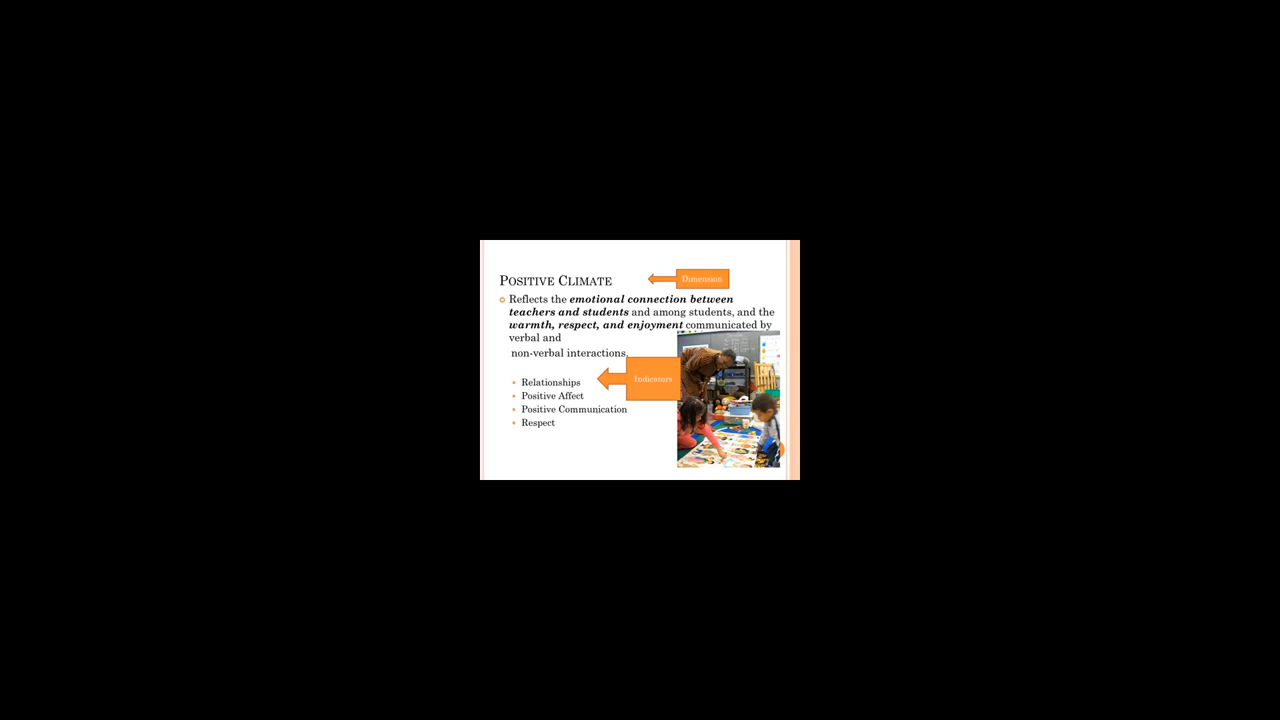 POSITIVE CLIMATE
Dimension
Reflects the emotional connection between
teachers and students and among students, and the
warmth, respect, and enjoyment communicated by
verbal and
non-verbal interactions.
Indicators
Relationships
Positive Affect
Positive Communication
Respect